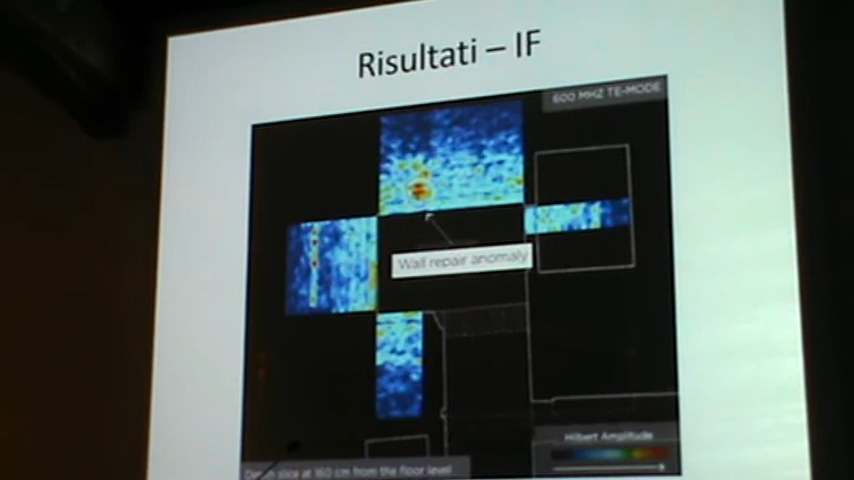 Risultati – IF
600 MHZ TE-MODE
Wall repair anomaly
Hilbert Amplitude
Depth slice at 160 cm from the floor level